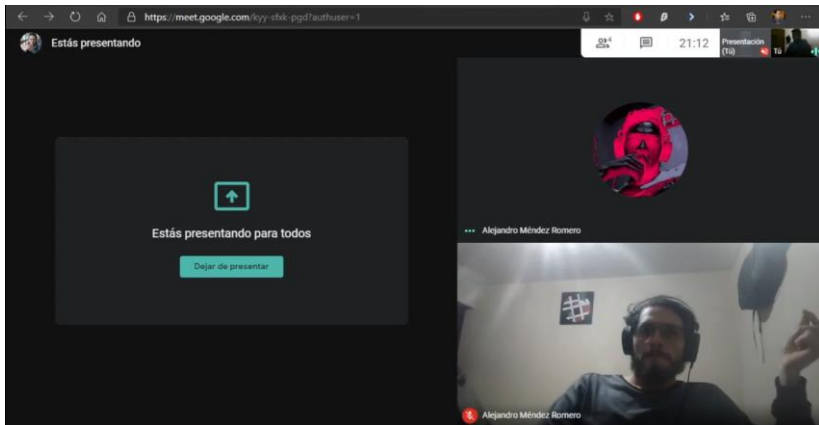 https://meet.google.com/kyy-sfxk-pgd?authuser=1
Estás presentando
4
21:12
Presentación
(Tú)
Tú
Estás presentando para todos
Dejar de presentar
Alejandro Méndez Romero
Alejandro Méndez Romero